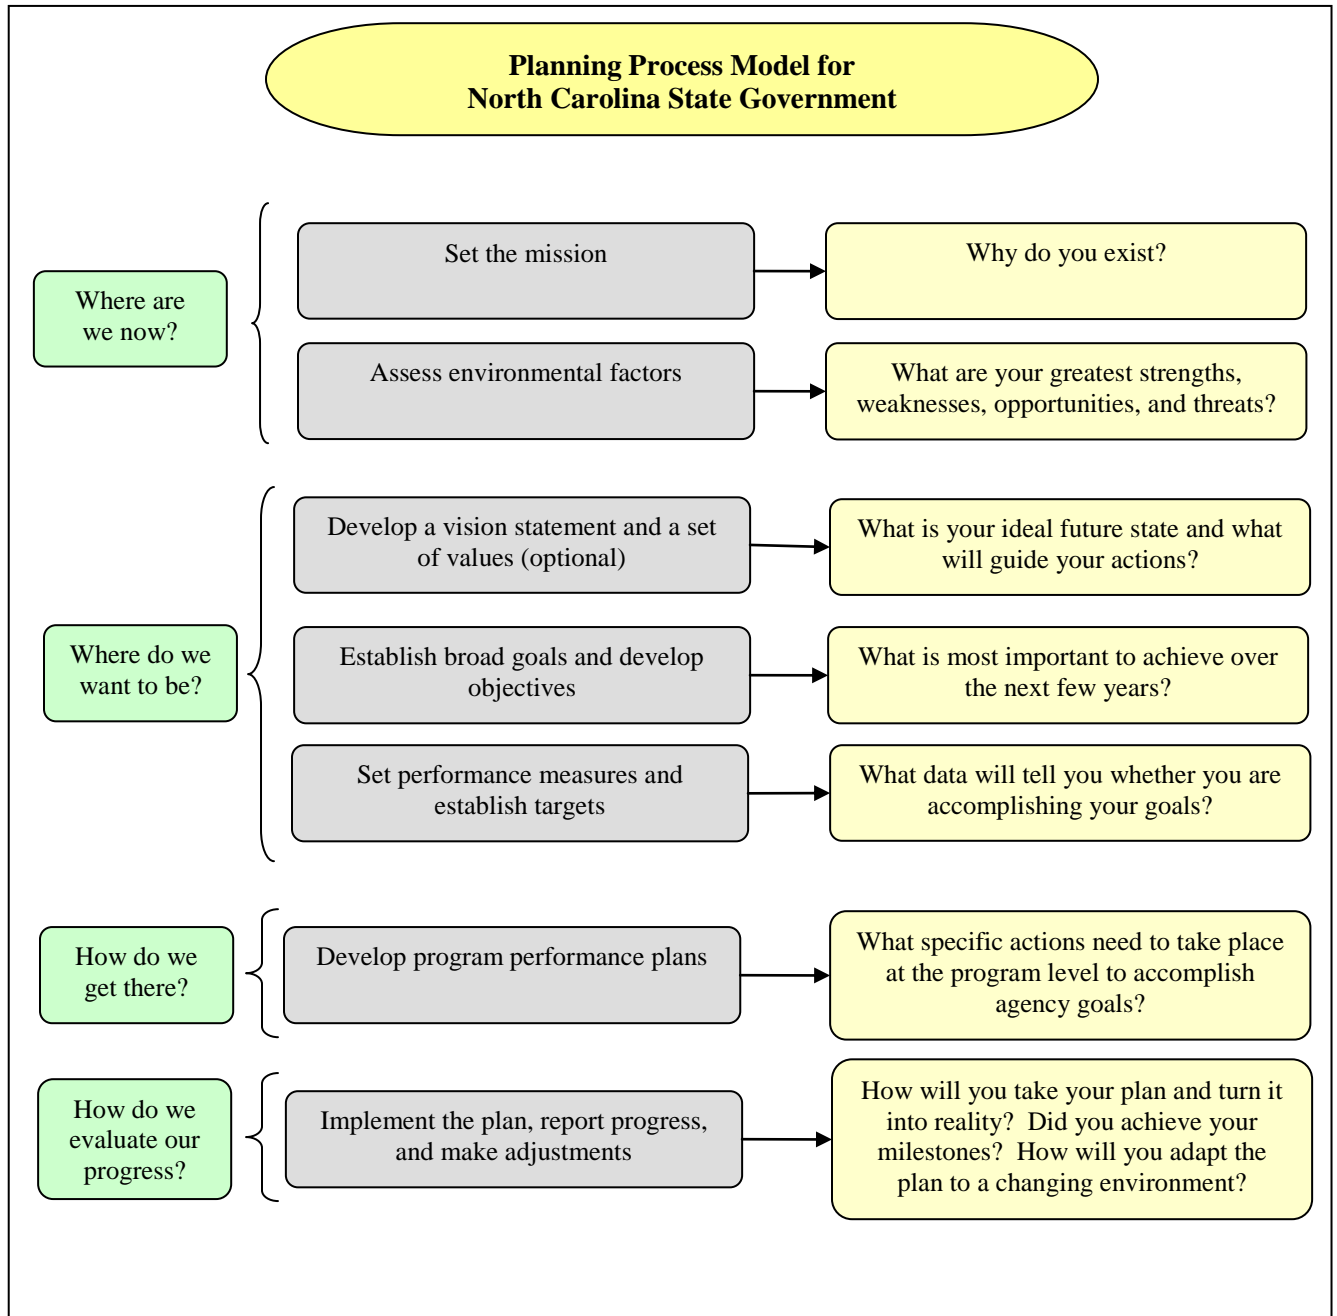 Planning Process Model for
North Carolina State Government
Where are
we now?
Set the mission
Why do you exist?
Assess environmental factors
What are your greatest strengths,
weaknesses, opportunities, and threats?
Where do we
want to be?
Develop a vision statement and a set
of values (optional)
What is your ideal future state and what
will guide your actions?
Establish broad goals and develop
objectives
What is most important to achieve over
the next few years?
Set performance measures and
establish targets
What data will tell you whether you are
accomplishing your goals?
How do we
get there?
Develop program performance plans
What specific actions need to take place
at the program level to accomplish
agency goals?
How do we
evaluate our
progress?
Implement the plan, report progress,
and make adjustments
How will you take your plan and turn it
into reality?  Did you achieve your
milestones?  How will you adapt the
plan to a changing environment?